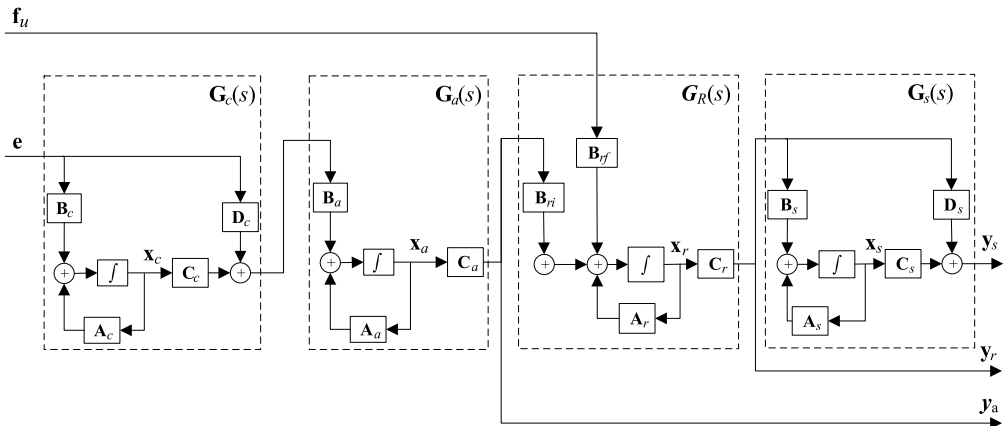 f_u
G_c(s)
G_a(s)
G_R(s)
G_s(s)
e
B_c
D_c
B_a
B_ri
B_rf
B_s
D_s
x_c
x_a
x_r
x_s
y_s
+
∫
C_c
+
+
∫
C_a
+
+
∫
C_r
+
∫
C_s
+
A_c
A_a
A_r
A_s
y_r
y_a